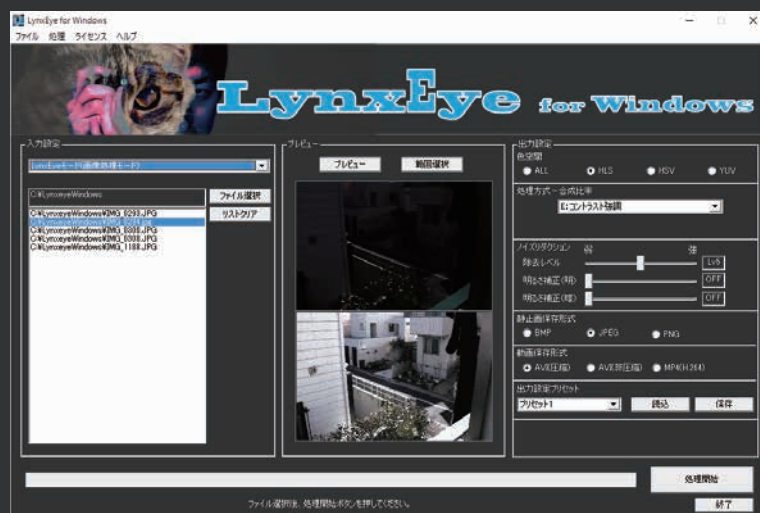 LynxEye for Windows
ファイル 処理 ライセンス ヘルプ
LynxEye for Windows
入力設定
LynxEyeモード(画像処理モード)
C:¥LynxeyeWindows
ファイル選択
リストクリア
C:¥LynxeyeWindows¥IMG_0293.JPG
C:¥LynxeyeWindows¥IMG_0294.jpg
C:¥LynxeyeWindows¥IMG_0300.JPG
C:¥LynxeyeWindows¥IMG_0308.JPG
C:¥LynxeyeWindows¥IMG_1188.JPG
プレビュー
プレビュー 範囲選択
出力設定
色空間
ALL HLS HSV YUV
処理方式-合成比率
E:コントラスト強調
ノイズリダクション 弱 強
除去レベル Lv5
明るさ補正(明) OFF
明るさ補正(暗) OFF
静止画保存形式
BMP JPEG PNG
動画保存形式
AVI(圧縮) AVI(非圧縮) MP4(H.264)
出力設定プリセット
プリセット1 読込 保存
処理開始
ファイル選択後、処理開始ボタンを押してください。
終了